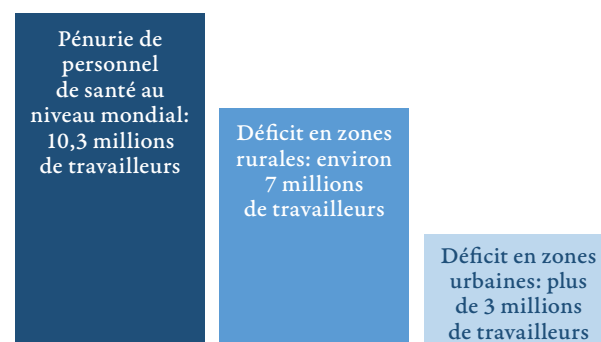 Pénurie de
personnel
de santé au
niveau mondial:
10,3 millions
de travailleurs
Déficit en zones
rurales: environ
7 millions
de travailleurs
Déficit en zones
urbaines: plus
de 3 millions
de travailleurs